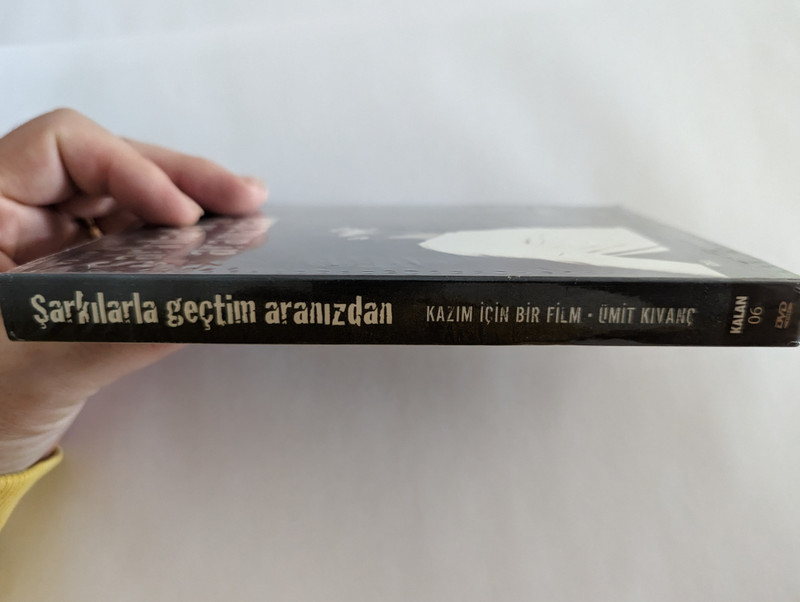 Şarkılarla geçtim aranızdan KAZIM İÇİN BİR FİLM · ÜMİT KIVANÇ
KALAN
06
DVD